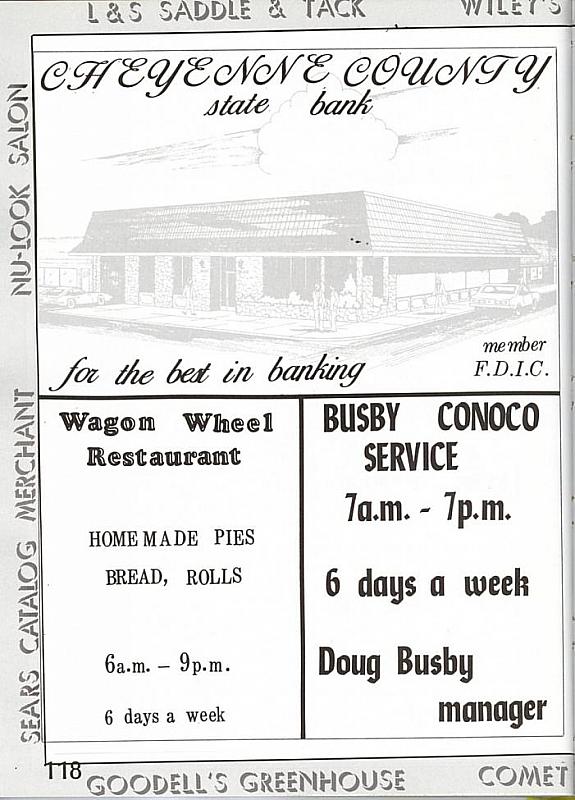 L&S SADDLE & TACK
WILEY'S
NU-LOOK SALON
SEARS CATALOG MERCHANT
CHEYENNE COUNTY
state bank
for the best in banking
member
F.D.I.C.
Wagon Wheel
Restaurant
HOMEMADE PIES
BREAD, ROLLS
6a.m. - 9p.m.
6 days a week
BUSBY CONOCO
SERVICE
7a.m. - 7p.m.
6 days a week
Doug Busby
manager
118
GOODELL'S GREENHOUSE
COMET